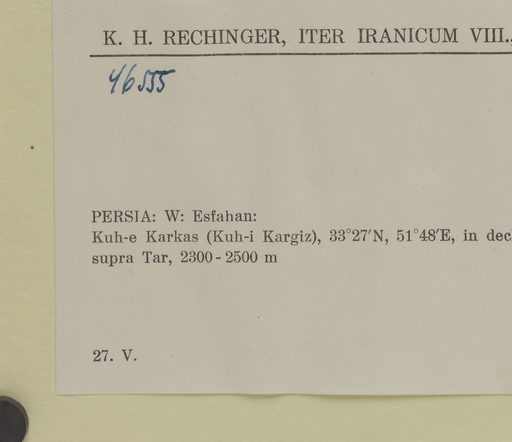 K. H. RECHINGER, ITER IRANICUM VIII.,
46555
PERSIA: W: Esfahan:
Kuh-e Karkas (Kuh-i Kargiz), 33°27′N, 51°48′E, in
supra Tar, 2300 - 2500 m
27. V.